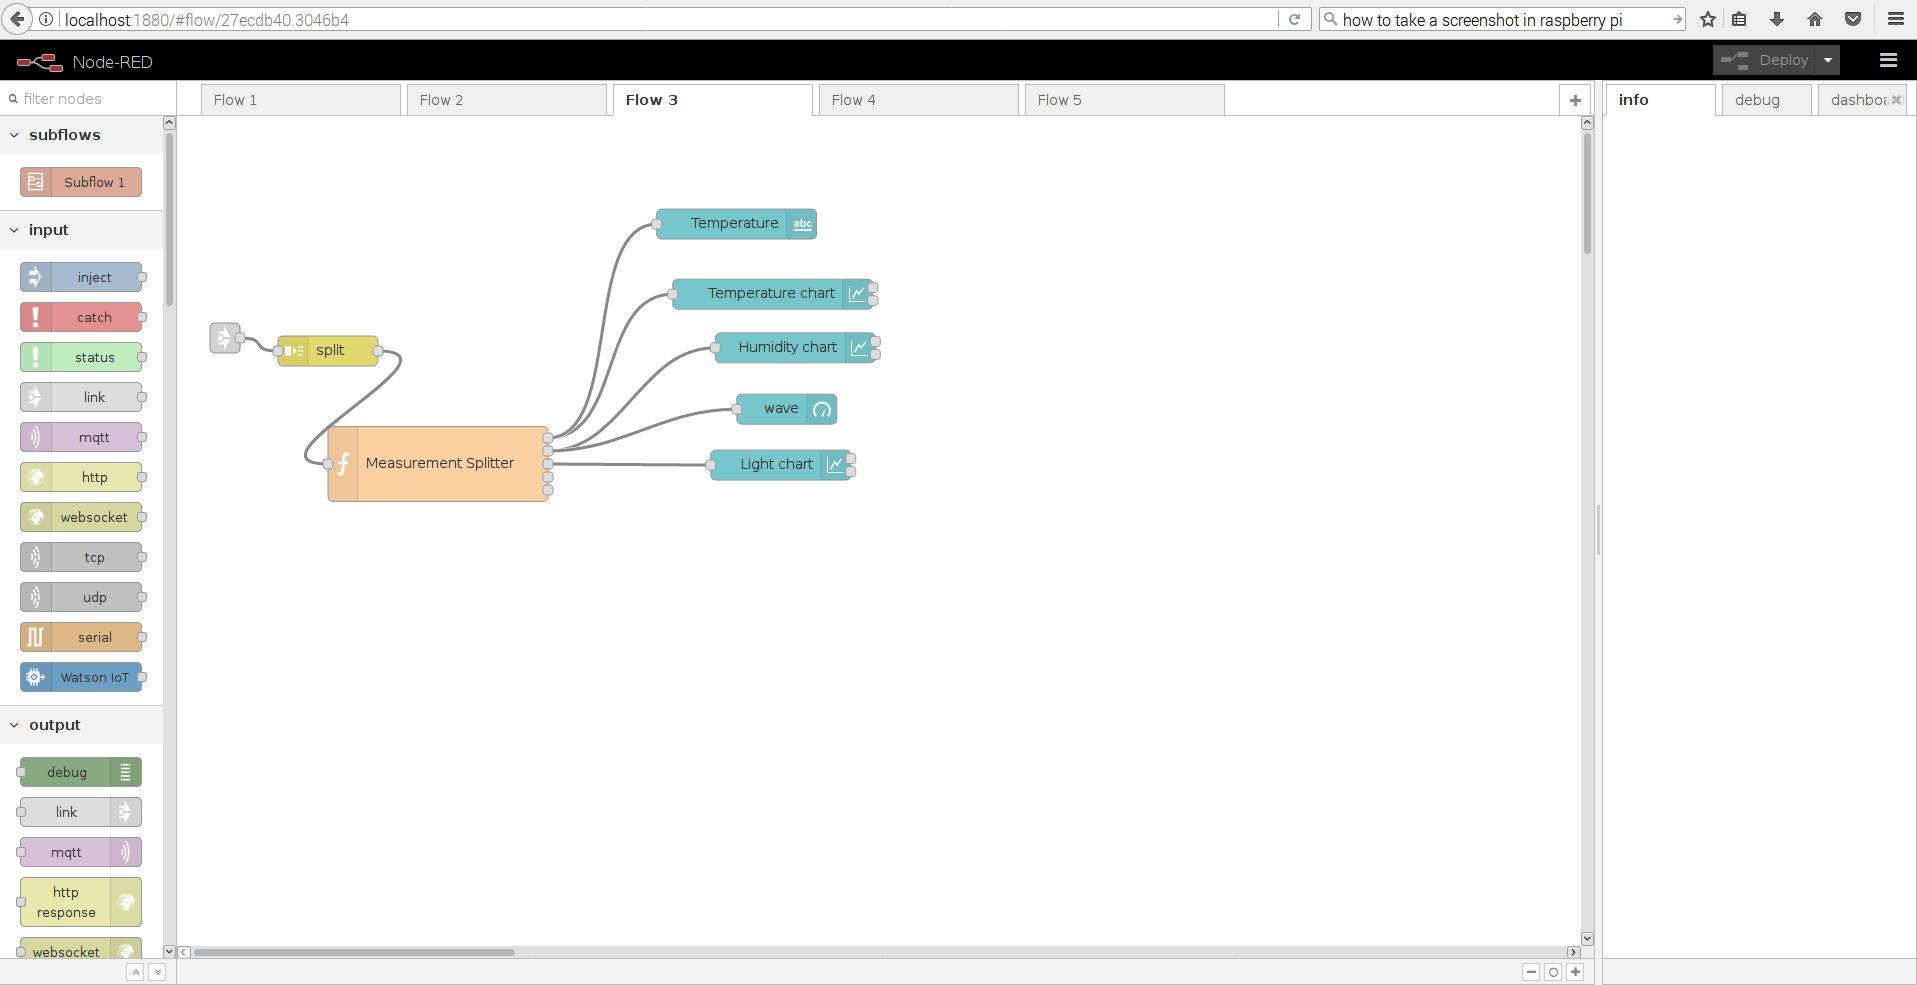 localhost:1880/#flow/27ecdb40.3046b4
how to take a screenshot in raspberry pi
Node-RED
Deploy
filter nodes
Flow 1
Flow 2
Flow 3
Flow 4
Flow 5
info
debug
dashboa
subflows
Subflow 1
input
inject
catch
status
link
mqtt
http
websocket
tcp
udp
serial
Watson IoT
output
debug
link
mqtt
http
response
websocket
split
Measurement Splitter
Temperature
abc
Temperature chart
Humidity chart
wave
Light chart